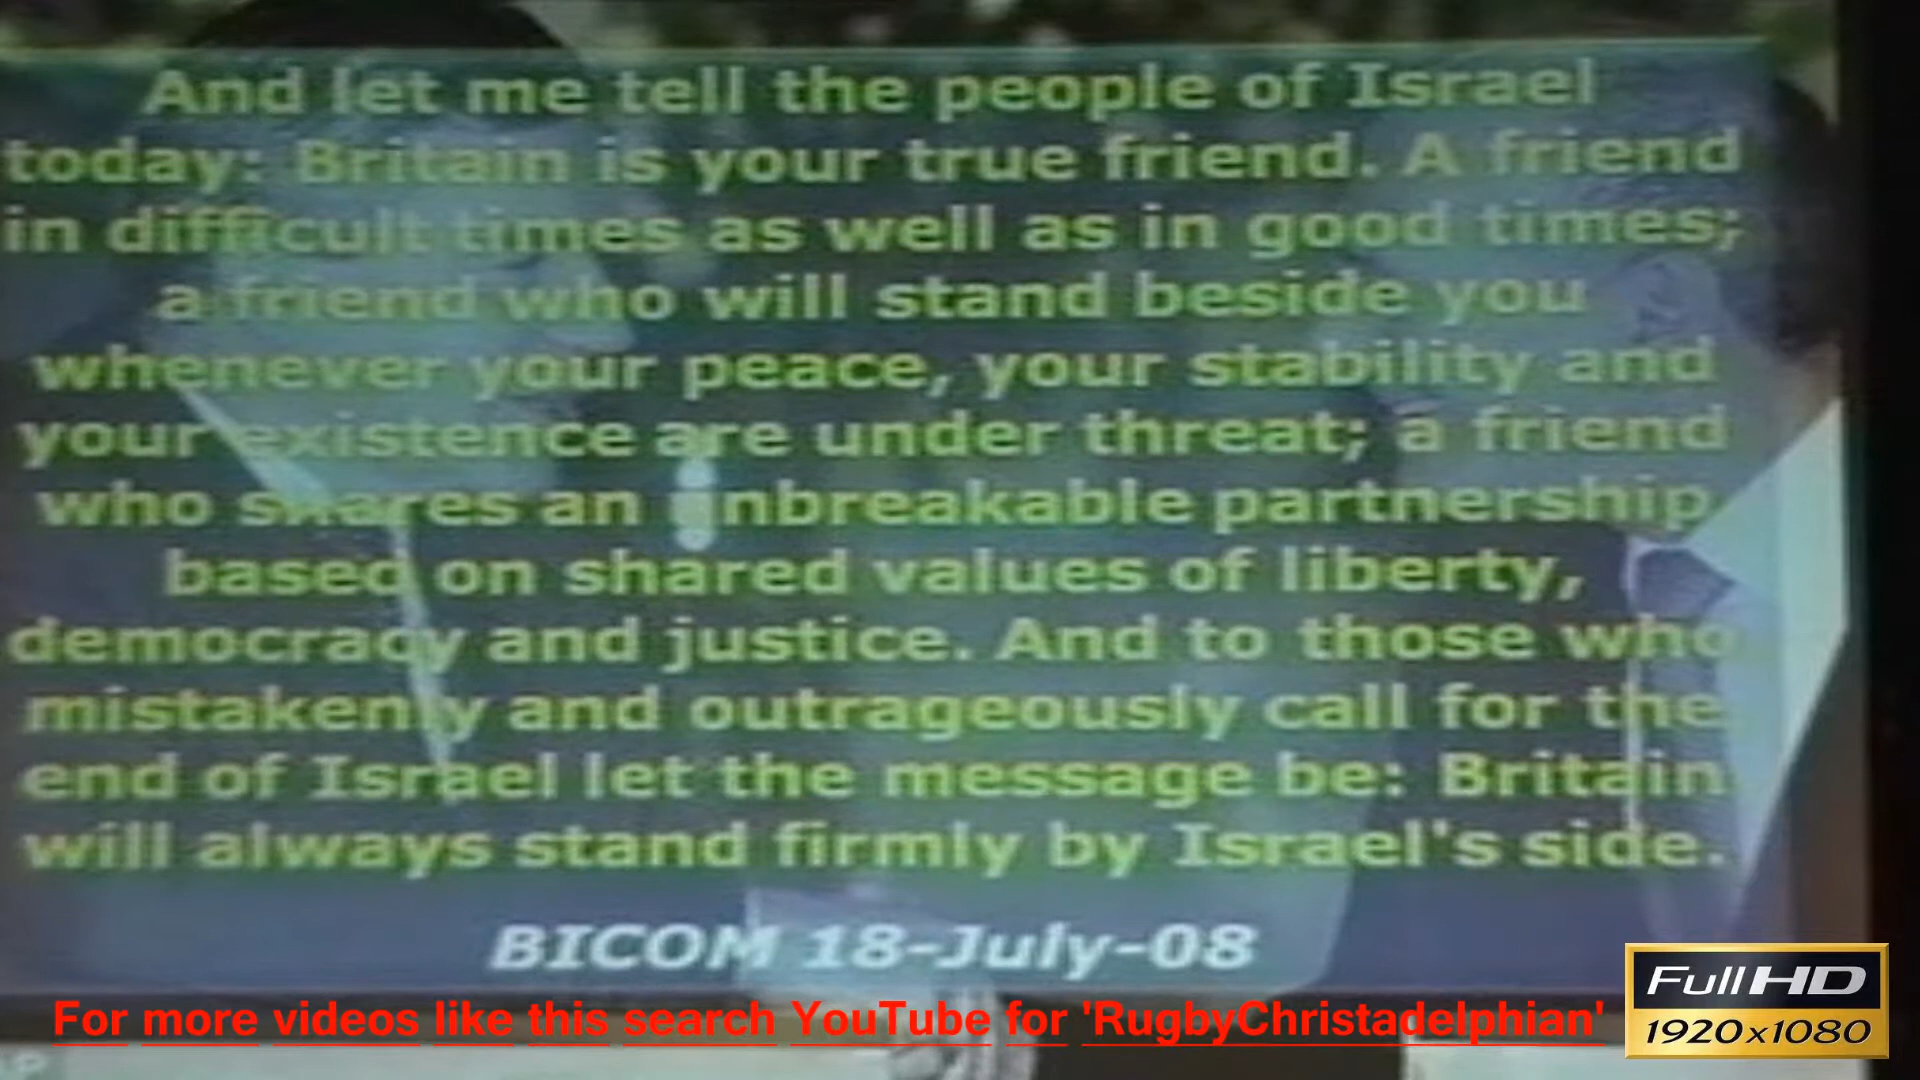 And let me tell the people of Israel
today: Britain is your true friend. A friend
in difficult times as well as in good times;
a friend who will stand beside you
whenever your peace, your stability and
your existence are under threat; a friend
who shares an unbreakable partnership
based on shared values of liberty,
democracy and justice. And to those who
mistakenly and outrageously call for the
end of Israel let the message be: Britain
will always stand firmly by Israel's side.
BICOM 18-July-08
For more videos like this search YouTube for 'RugbyChristadelphian'
Full HD
1920x1080